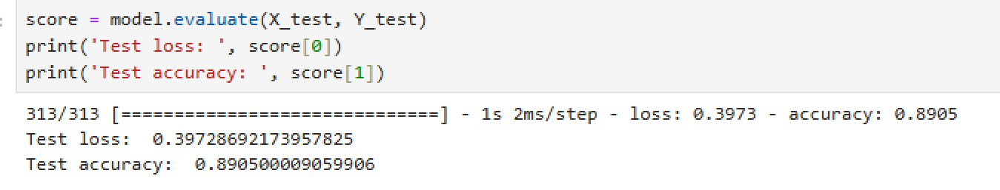 score = model.evaluate(X_test, Y_test)
print('Test loss: ', score[0])
print('Test accuracy: ', score[1])
313/313 [==============================] - 1s 2ms/step - loss: 0.3973 - accuracy: 0.8905
Test loss:  0.39728692173957825
Test accuracy:  0.890500009059906